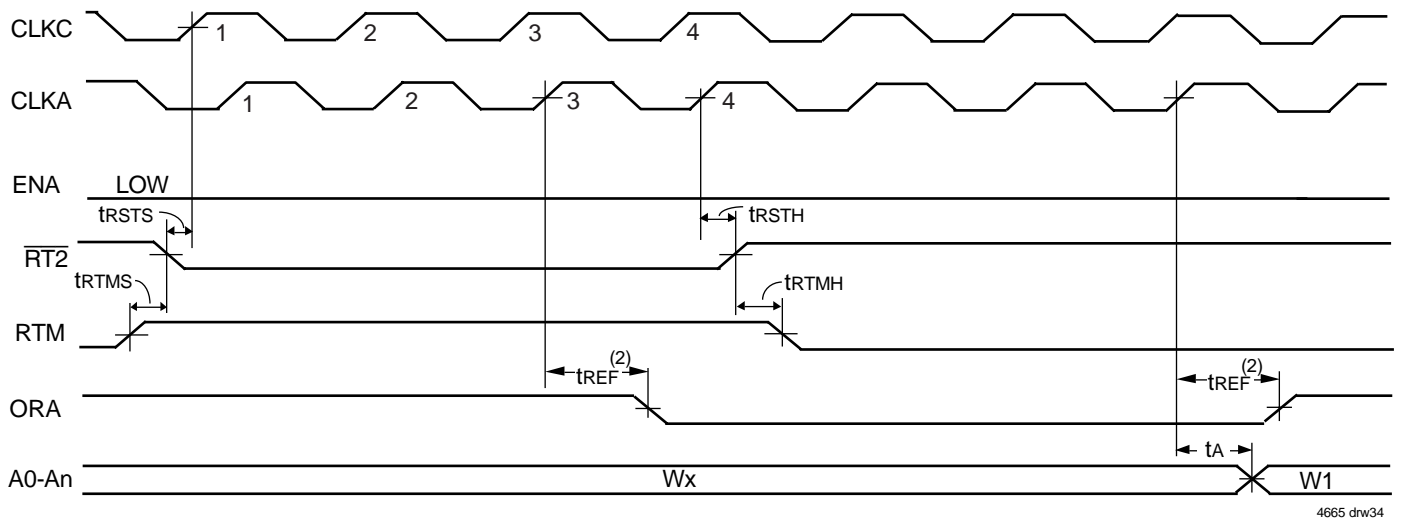 CLKC 1 2 3 4
CLKA 1 2 3 4
ENA LOW
tRSTS tRSTH
RT2
tRTMS tRTMH
RTM
tREF(2) tREF(2)
ORA
tA
A0-An Wx W1
4665 drw34